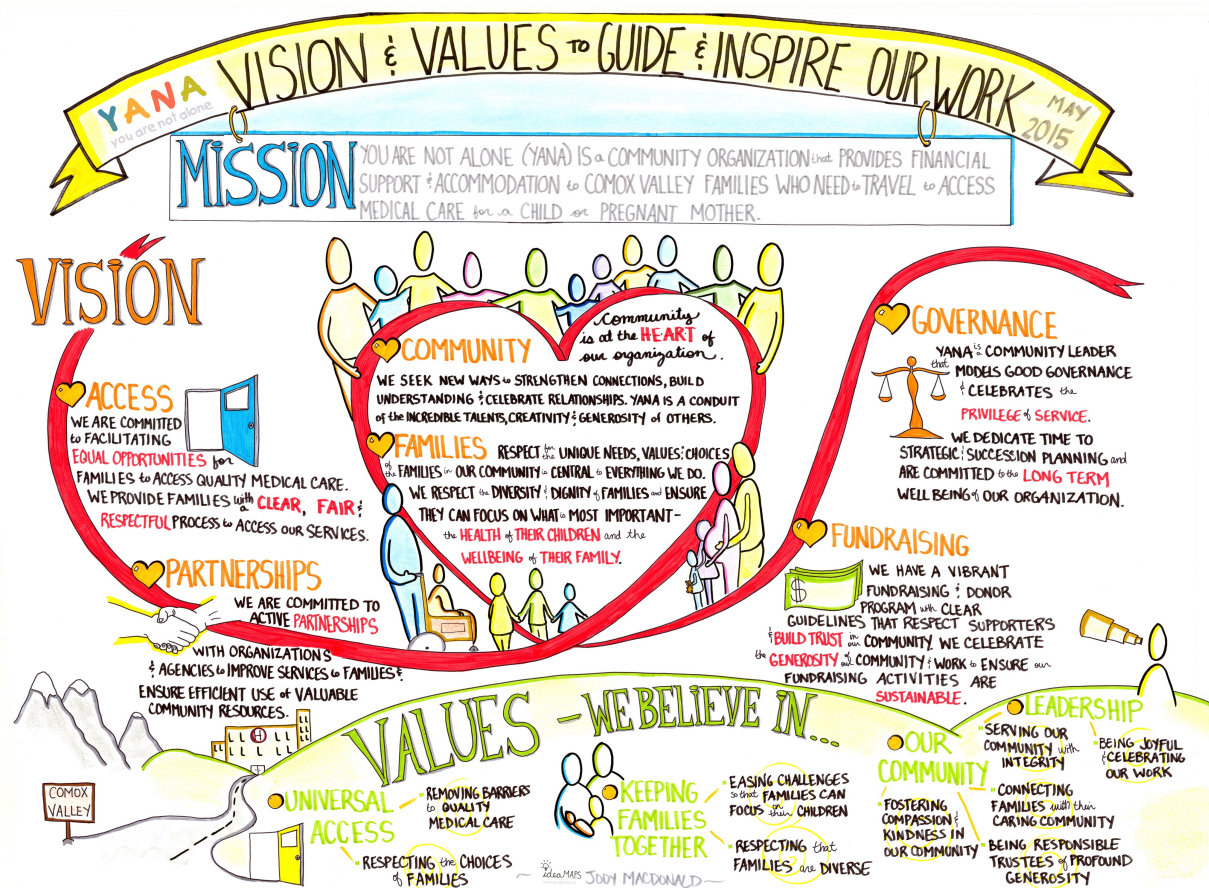 VISION & VALUES TO GUIDE & INSPIRE OUR WORK
YANA
you are not alone
MAY
2015
MISSION
YOU ARE NOT ALONE (YANA) IS a COMMUNITY ORGANIZATION that PROVIDES FINANCIAL
SUPPORT & ACCOMMODATION to COMOX VALLEY FAMILIES WHO NEED to TRAVEL to ACCESS
MEDICAL CARE for a CHILD or PREGNANT MOTHER.
VISION
ACCESS
WE ARE COMMITTED
to FACILITATING
EQUAL OPPORTUNITIES for
FAMILIES to ACCESS QUALITY MEDICAL CARE.
WE PROVIDE FAMILIES with a CLEAR, FAIR &
RESPECTFUL PROCESS to ACCESS OUR SERVICES.
PARTNERSHIPS
WE ARE COMMITTED TO
ACTIVE PARTNERSHIPS
WITH ORGANIZATIONS
& AGENCIES to IMPROVE SERVICES to FAMILIES &
ENSURE EFFICIENT USE of VALUABLE
COMMUNITY RESOURCES.
Community
is at the HEART of
our organization.
COMMUNITY
WE SEEK NEW WAYS to STRENGTHEN CONNECTIONS, BUILD
UNDERSTANDING & CELEBRATE RELATIONSHIPS. YANA IS A CONDUIT
of the INCREDIBLE TALENTS, CREATIVITY & GENEROSITY OF OTHERS.
FAMILIES
RESPECT for the UNIQUE NEEDS, VALUES & CHOICES
of the FAMILIES in OUR COMMUNITY is CENTRAL to EVERYTHING WE DO.
WE RESPECT the DIVERSITY & DIGNITY of FAMILIES and ENSURE
THEY CAN FOCUS ON WHAT is MOST IMPORTANT -
the HEALTH of THEIR CHILDREN and the
WELLBEING of THEIR FAMILY.
GOVERNANCE
YANA is a COMMUNITY LEADER
that MODELS GOOD GOVERNANCE
& CELEBRATES the
PRIVILEGE of SERVICE.
WE DEDICATE TIME TO
STRATEGIC & SUCCESSION PLANNING and
ARE COMMITTED to the LONG TERM
WELL BEING of OUR ORGANIZATION.
FUNDRAISING
$
WE HAVE A VIBRANT
FUNDRAISING & DONOR
PROGRAM with CLEAR
GUIDELINES THAT RESPECT SUPPORTERS
& BUILD TRUST in our COMMUNITY. WE CELEBRATE
the GENEROSITY of our COMMUNITY & WORK to ENSURE our
FUNDRAISING ACTIVITIES ARE
SUSTAINABLE.
VALUES - WE BELIEVE IN...
H
COMOX
VALLEY
UNIVERSAL
ACCESS
REMOVING BARRIERS
to QUALITY
MEDICAL CARE
RESPECTING the CHOICES
of FAMILIES
KEEPING
FAMILIES
TOGETHER
EASING CHALLENGES
so that FAMILIES CAN
FOCUS on their CHILDREN
RESPECTING that
FAMILIES are DIVERSE
OUR
COMMUNITY
FOSTERING
COMPASSION &
KINDNESS IN
OUR COMMUNITY
LEADERSHIP
SERVING OUR
COMMUNITY with
INTEGRITY
BEING JOYFUL
& CELEBRATING
OUR WORK
CONNECTING
FAMILIES with their
CARING COMMUNITY
BEING RESPONSIBLE
TRUSTEES of PROFOUND
GENEROSITY
ideaMAPS JODY MACDONALD